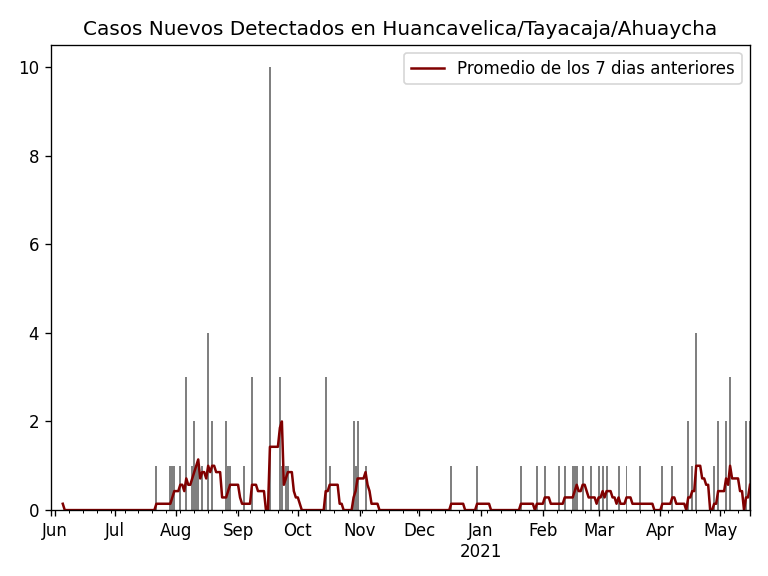 Casos Nuevos Detectados en Huancavelica/Tayacaja/Ahuaycha
Promedio de los 7 dias anteriores
10
8
6
4
2
0
Jun Jul Aug Sep Oct Nov Dec Jan Feb Mar Apr May
2021